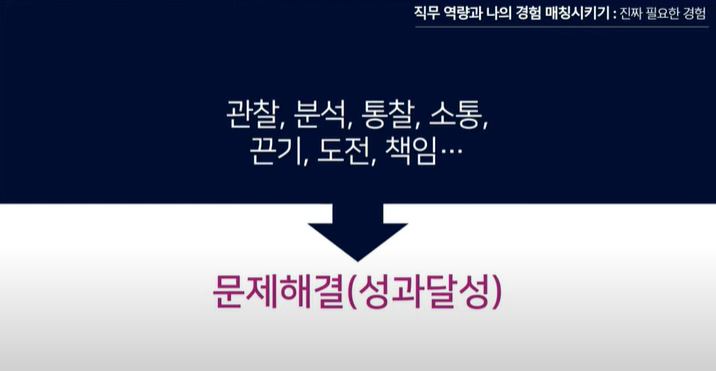 직무 역량과 나의 경험 매칭시키기 : 진짜 필요한 경험
관찰, 분석, 통찰, 소통,
끈기, 도전, 책임…
문제해결(성과달성)